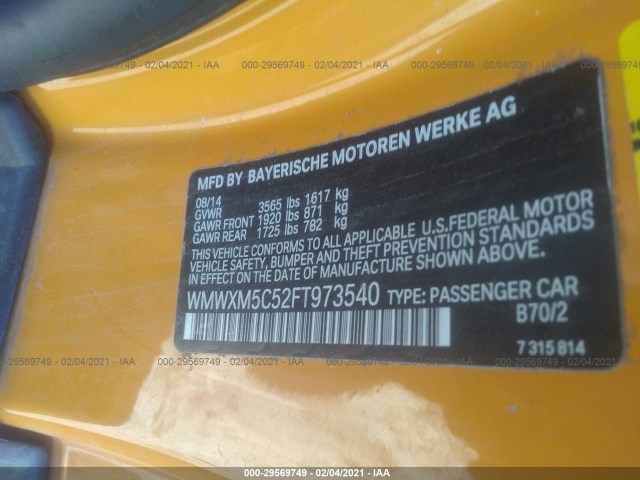 000-29569749 - 02/04/2021 - IAA
MFD BY BAYERISCHE MOTOREN WERKE AG
08/14
GVWR 3565 lbs 1617 kg
GAWR FRONT 1920 lbs 871 kg
GAWR REAR 1725 lbs 782 kg
THIS VEHICLE CONFORMS TO ALL APPLICABLE U.S.FEDERAL MOTOR
VEHICLE SAFETY, BUMPER AND THEFT PREVENTION STANDARDS
IN EFFECT ON THE DATE OF MANUFACTURE SHOWN ABOVE.
WMWXM5C52FT973540 TYPE: PASSENGER CAR
B70/2
7 315 814
000-29569749 - 02/04/2021 - IAA